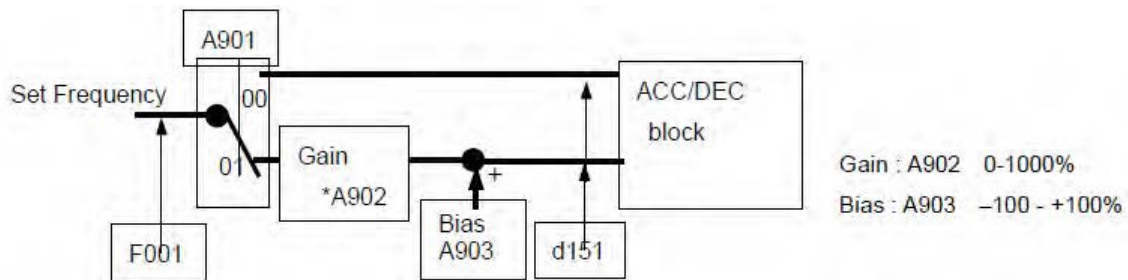 A901
Set Frequency
00
ACC/DEC
block
01
Gain
*A902
+
Bias
A903
F001
d151
Gain : A902 0-1000%
Bias : A903 –100 - +100%